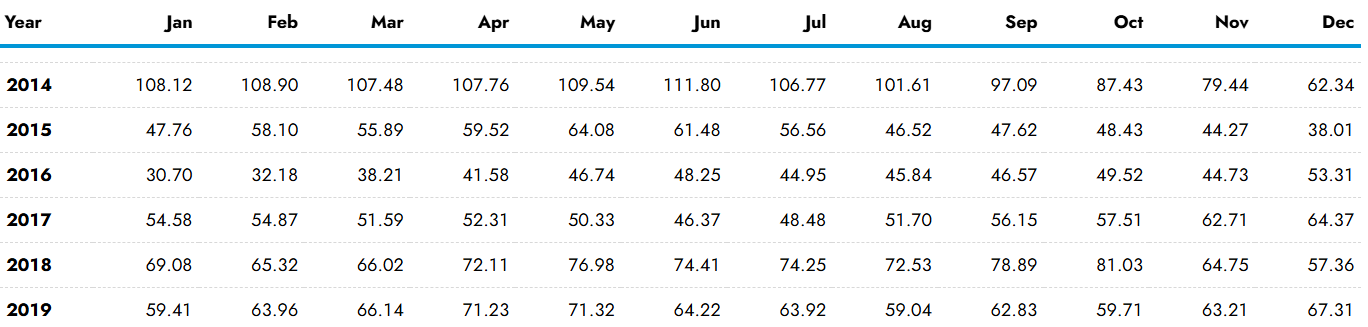 Year Jan Feb Mar Apr May Jun Jul Aug Sep Oct Nov Dec
2014 108.12 108.90 107.48 107.76 109.54 111.80 106.77 101.61 97.09 87.43 79.44 62.34
2015 47.76 58.10 55.89 59.52 64.08 61.48 56.56 46.52 47.62 48.43 44.27 38.01
2016 30.70 32.18 38.21 41.58 46.74 48.25 44.95 45.84 46.57 49.52 44.73 53.31
2017 54.58 54.87 51.59 52.31 50.33 46.37 48.48 51.70 56.15 57.51 62.71 64.37
2018 69.08 65.32 66.02 72.11 76.98 74.41 74.25 72.53 78.89 81.03 64.75 57.36
2019 59.41 63.96 66.14 71.23 71.32 64.22 63.92 59.04 62.83 59.71 63.21 67.31